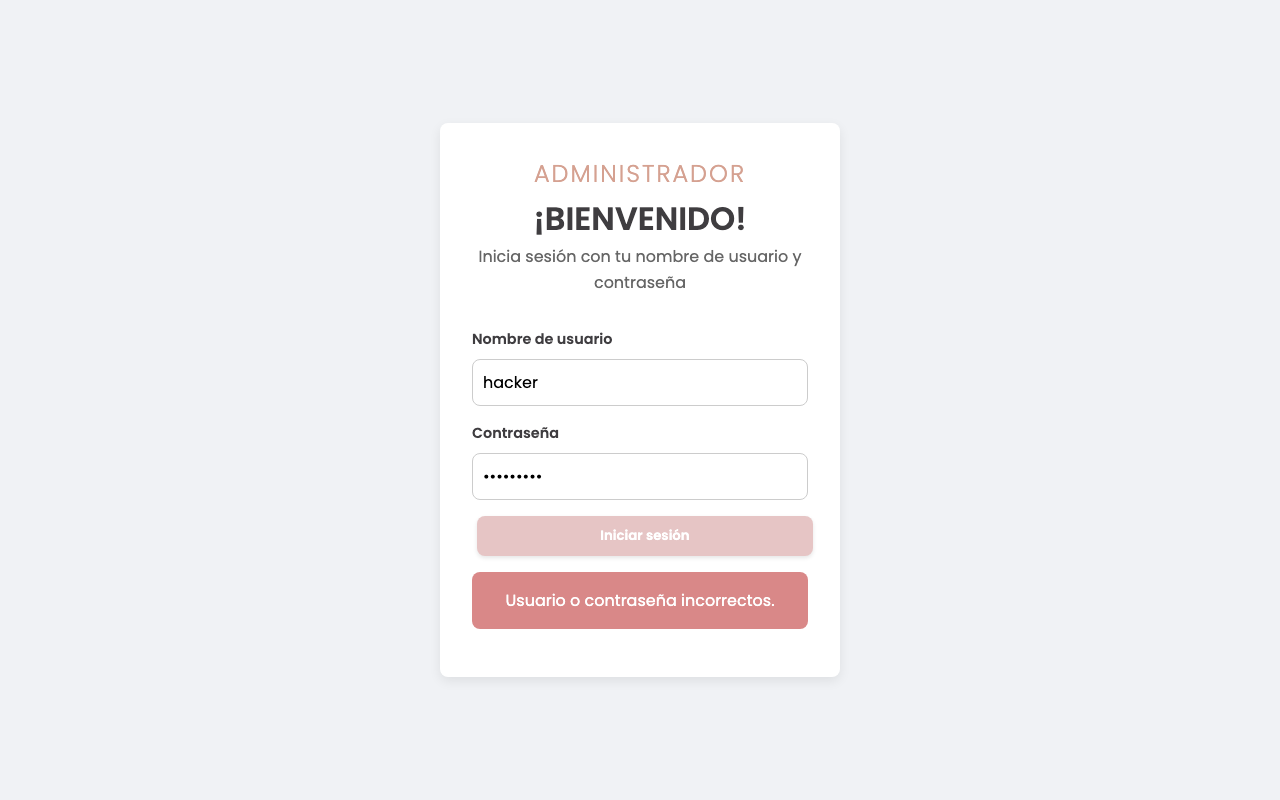 ADMINISTRADOR
¡BIENVENIDO!
Inicia sesión con tu nombre de usuario y
contraseña
Nombre de usuario
hacker
Contraseña
•••••••••
Iniciar sesión
Usuario o contraseña incorrectos.